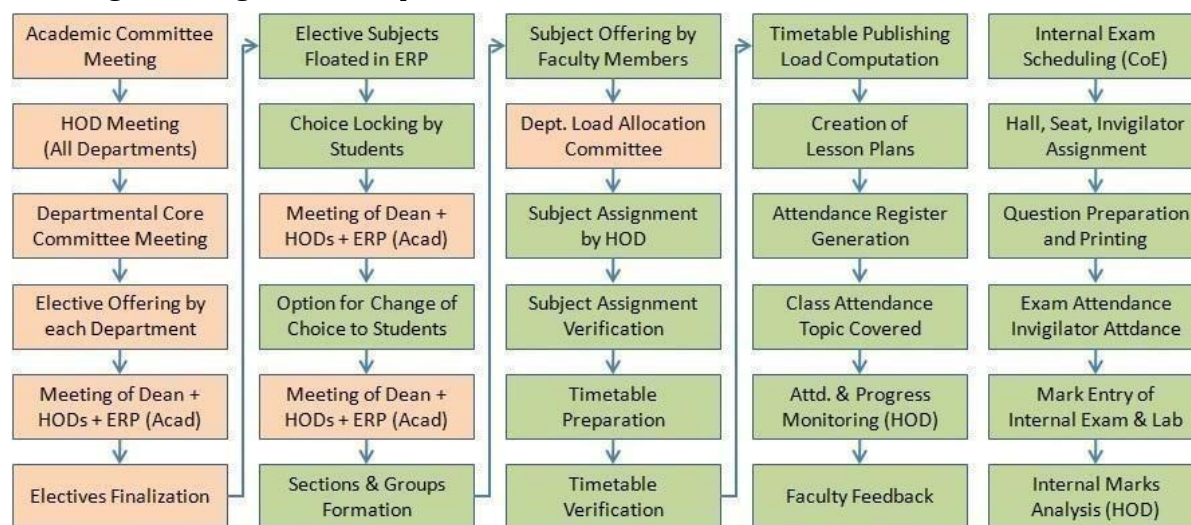 Academic Committee
Meeting
HOD Meeting
(All Departments)
Departmental Core
Committee Meeting
Elective Offering by
each Department
Meeting of Dean +
HODs + ERP (Acad)
Electives Finalization
Elective Subjects
Floated in ERP
Choice Locking by
Students
Meeting of Dean +
HODs + ERP (Acad)
Option for Change of
Choice to Students
Meeting of Dean +
HODs + ERP (Acad)
Sections & Groups
Formation
Subject Offering by
Faculty Members
Dept. Load Allocation
Committee
Subject Assignment
by HOD
Subject Assignment
Verification
Timetable
Preparation
Timetable
Verification
Timetable Publishing
Load Computation
Creation of
Lesson Plans
Attendance Register
Generation
Class Attendance
Topic Covered
Attd. & Progress
Monitoring (HOD)
Faculty Feedback
Internal Exam
Scheduling (CoE)
Hall, Seat, Invigilator
Assignment
Question Preparation
and Printing
Exam Attendance
Invigilator Attdance
Mark Entry of
Internal Exam & Lab
Internal Marks
Analysis (HOD)